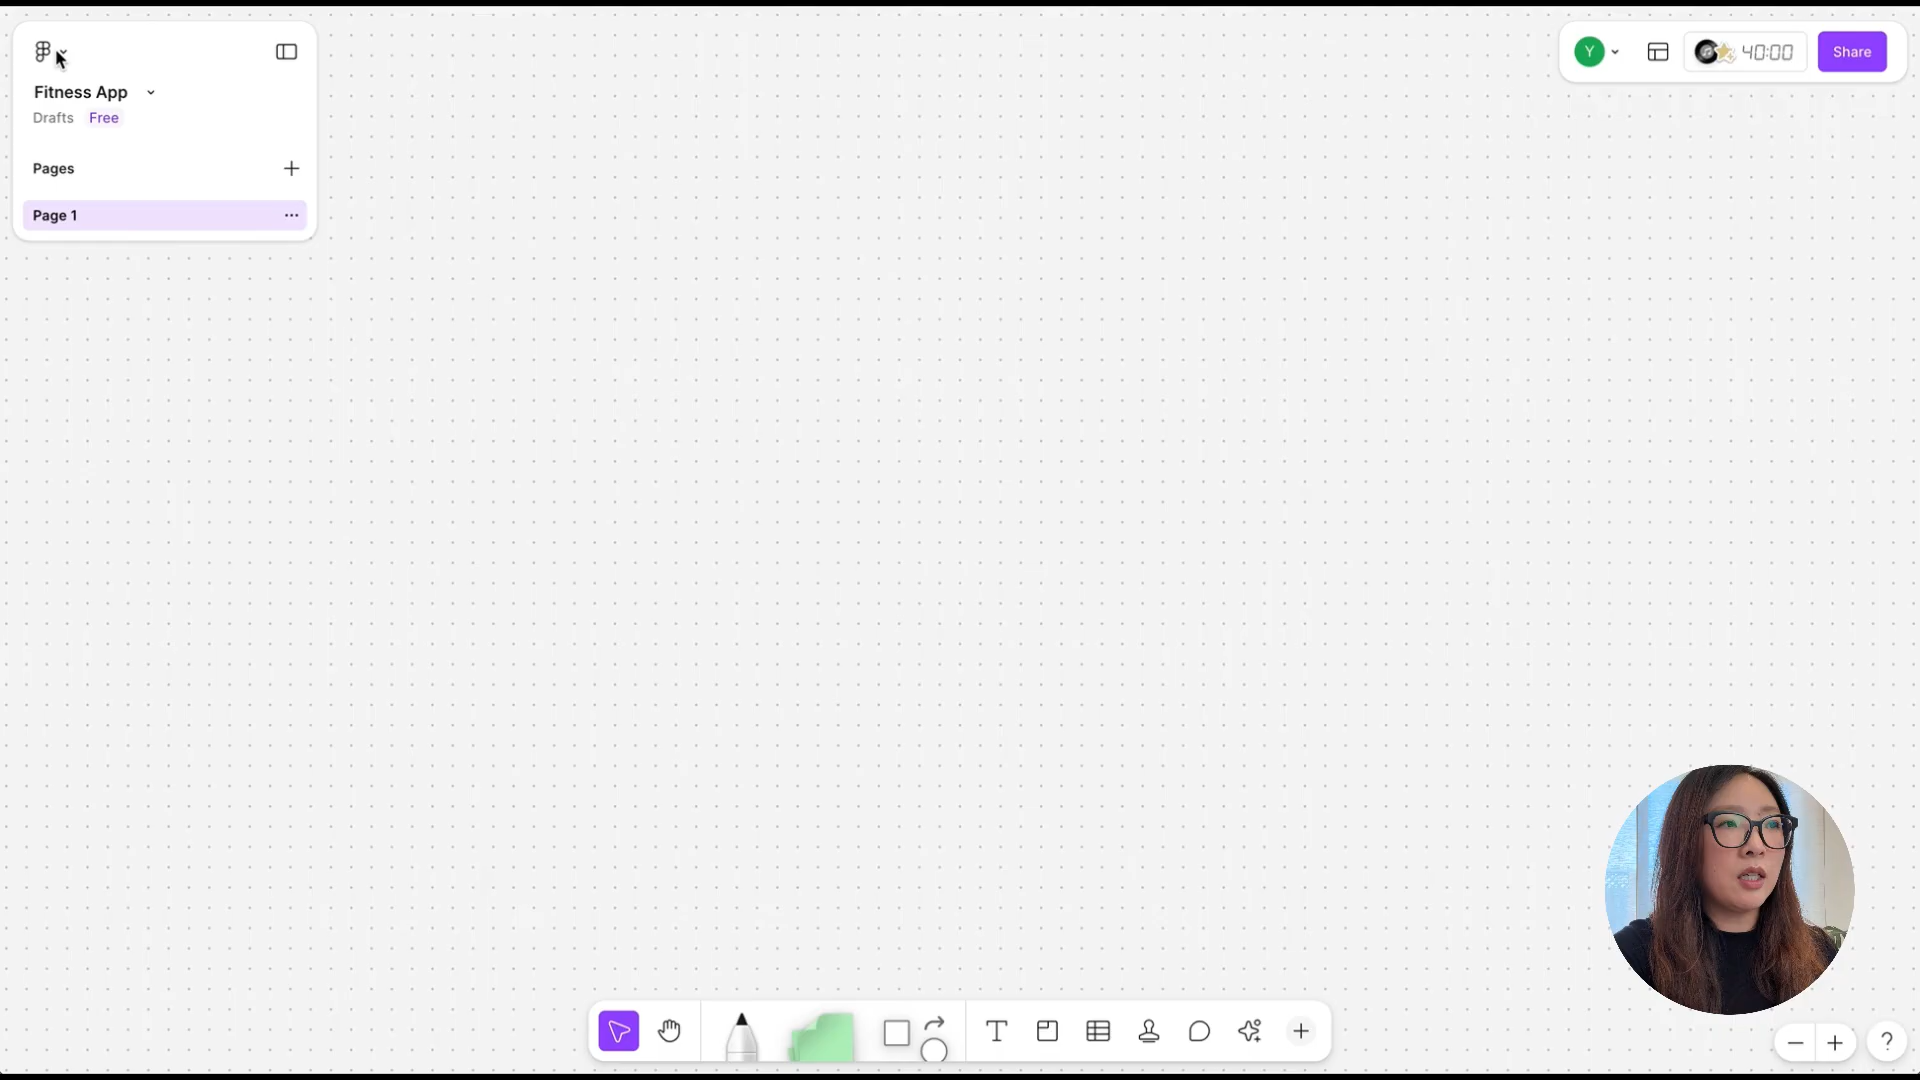 Fitness App
Drafts Free
Pages
Page 1
Y
40:00
Share
T
?